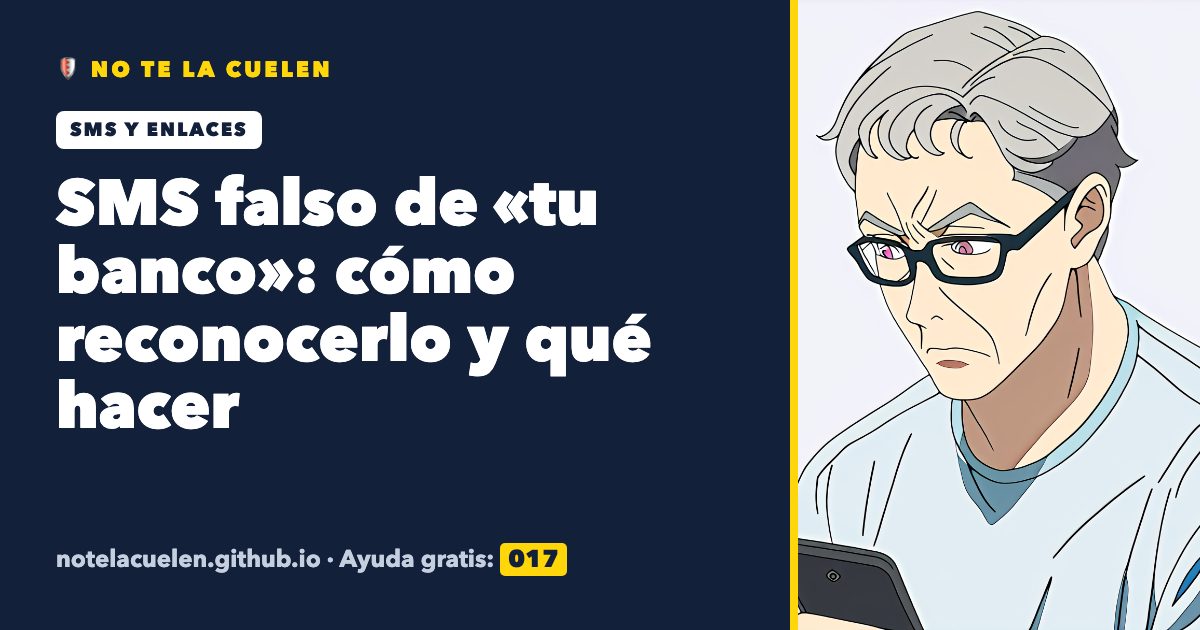 NO TE LA CUELEN
SMS Y ENLACES
SMS falso de «tu
banco»: cómo
reconocerlo y qué
hacer
notelacuelen.github.io · Ayuda gratis: 017